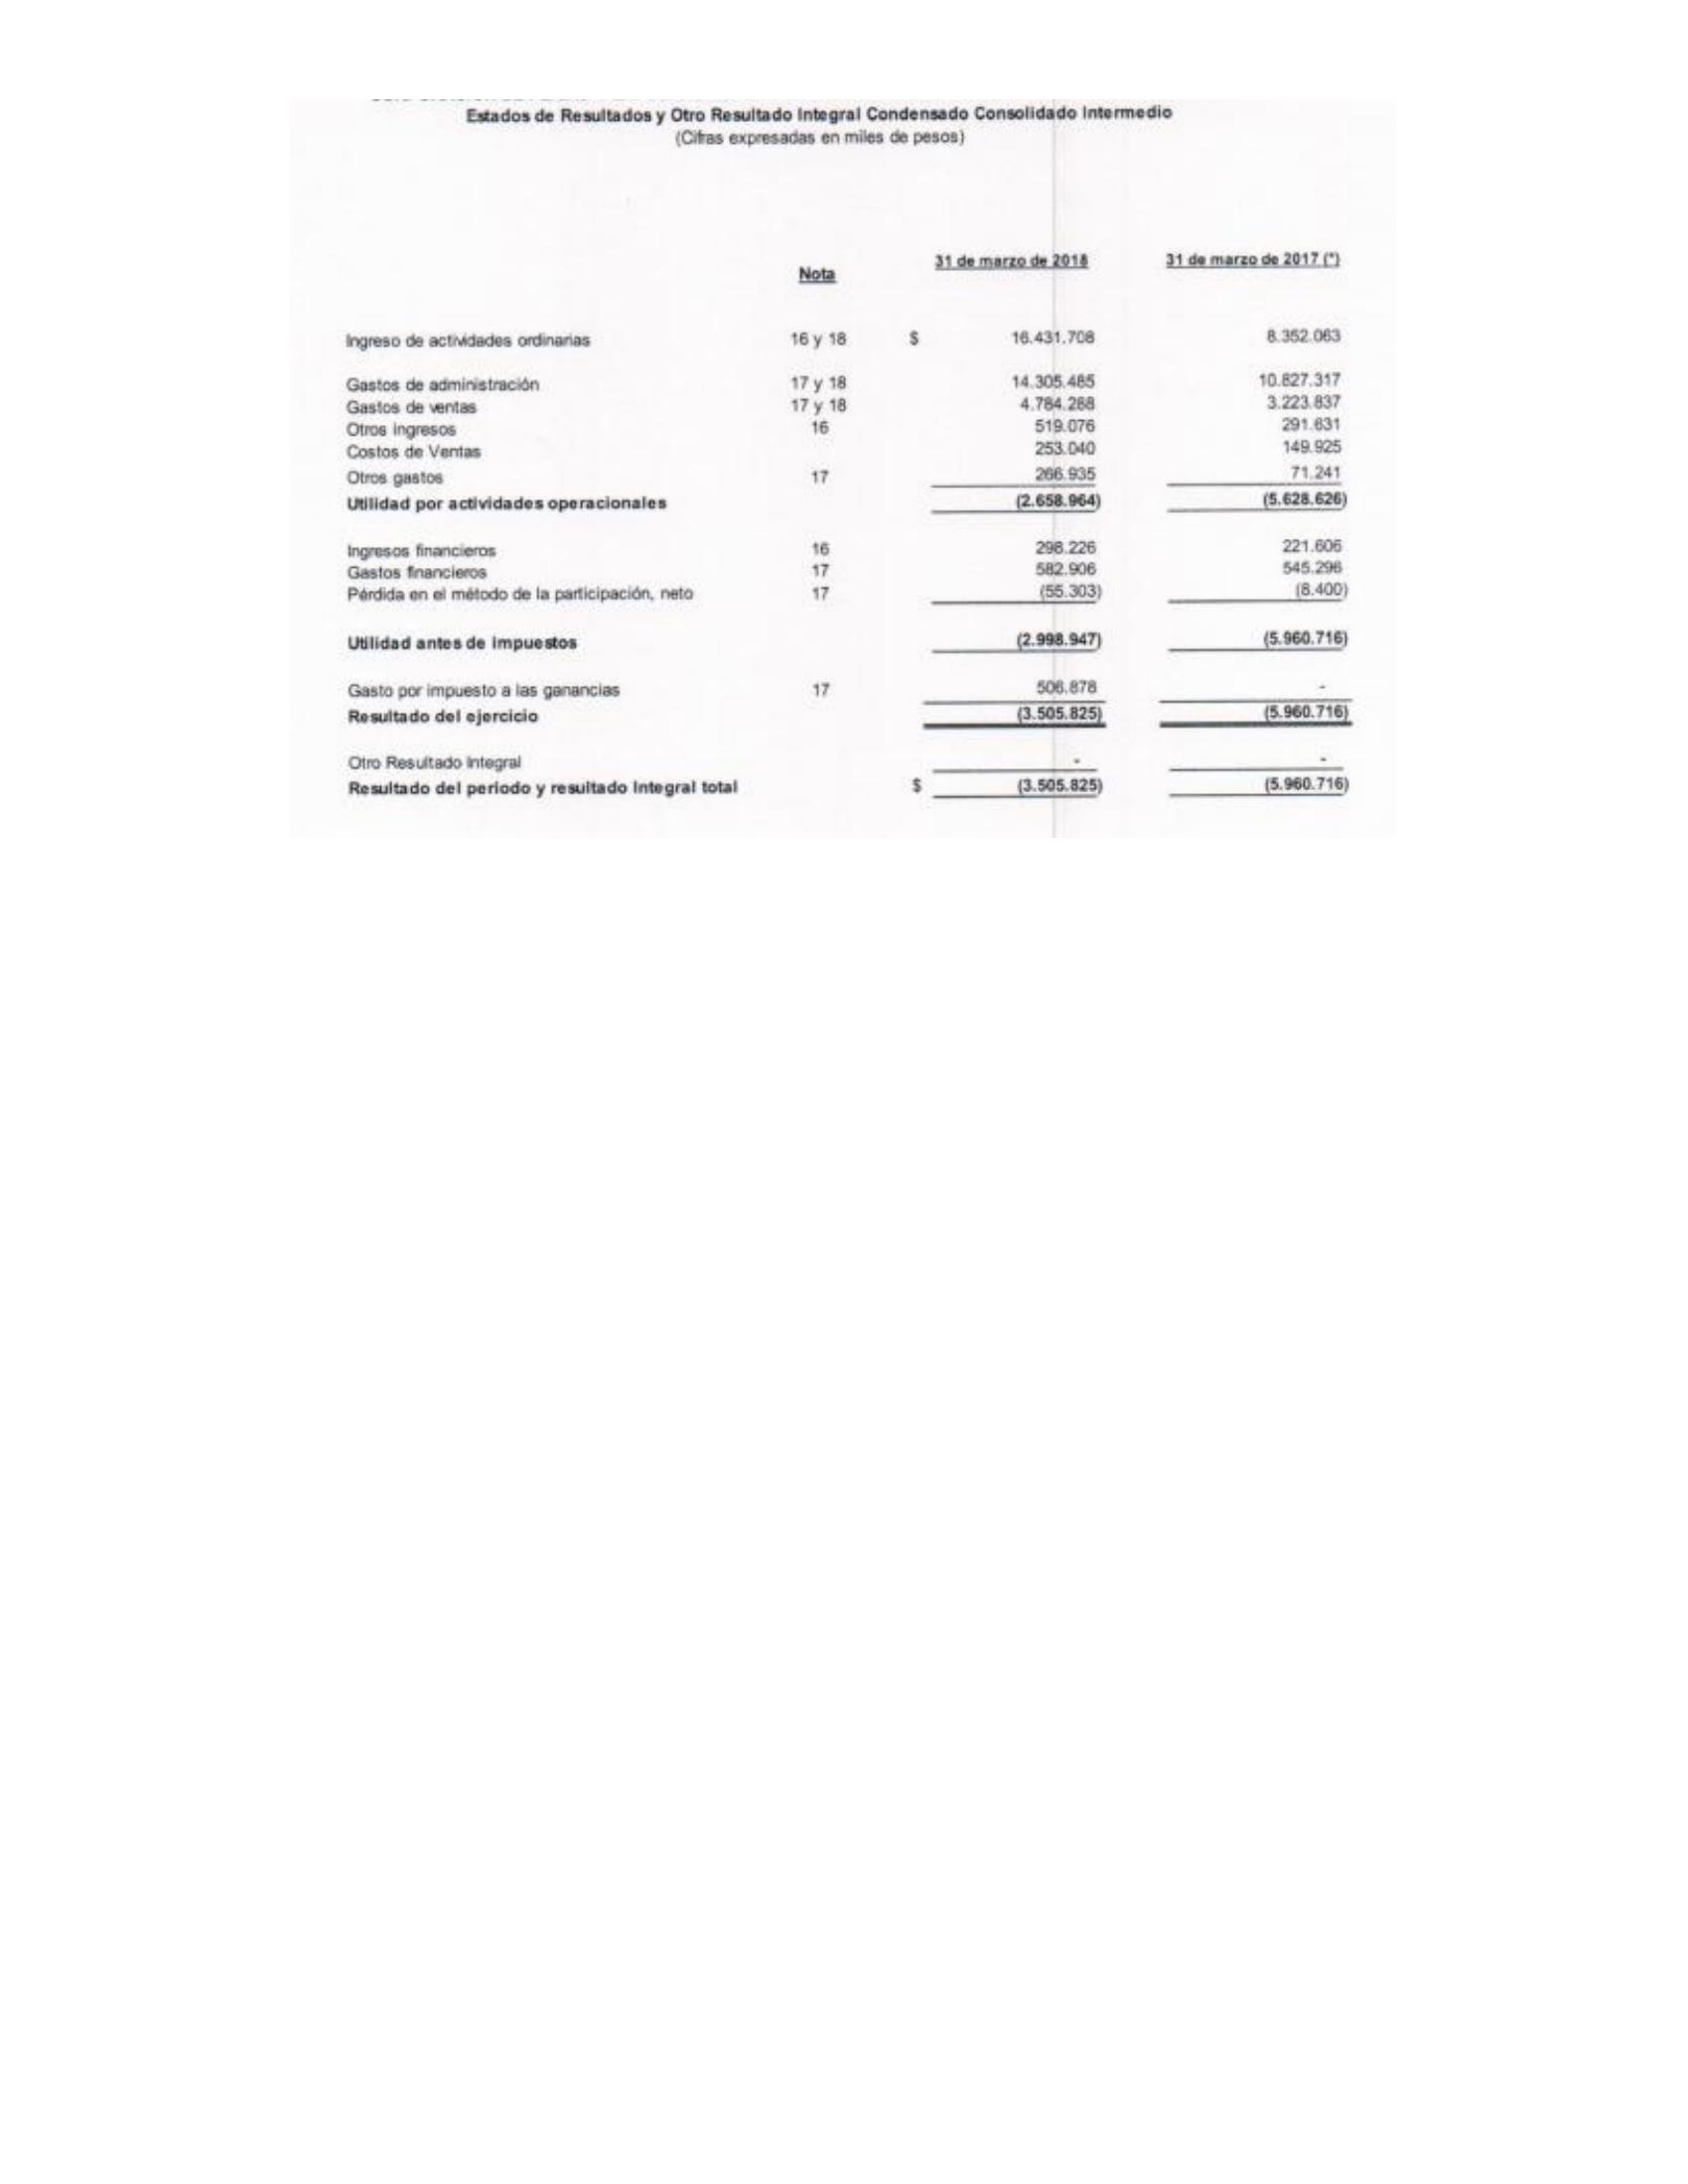 Estados de Resultados y Otro Resultado Integral Condensado Consolidado Intermedio
(Cifras expresadas en miles de pesos)
Nota 31 de marzo de 2018 31 de marzo de 2017 (*)
Ingreso de actividades ordinarias 16 y 18 $ 16.431.708 8.352.063
Gastos de administración 17 y 18 14.305.485 10.827.317
Gastos de ventas 17 y 18 4.784.288 3.223.837
Otros ingresos 16 519.076 291.631
Costos de Ventas 253.040 149.925
Otros gastos 17 266.935 71.241
Utilidad por actividades operacionales (2.658.964) (5.628.626)
Ingresos financieros 16 298.226 221.606
Gastos financieros 17 582.906 545.296
Pérdida en el método de la participación, neto 17 (55.303) (8.400)
Utilidad antes de impuestos (2.998.947) (5.960.716)
Gasto por impuesto a las ganancias 17 506.878 -
Resultado del ejercicio (3.505.825) (5.960.716)
Otro Resultado Integral - -
Resultado del periodo y resultado Integral total $ (3.505.825) (5.960.716)